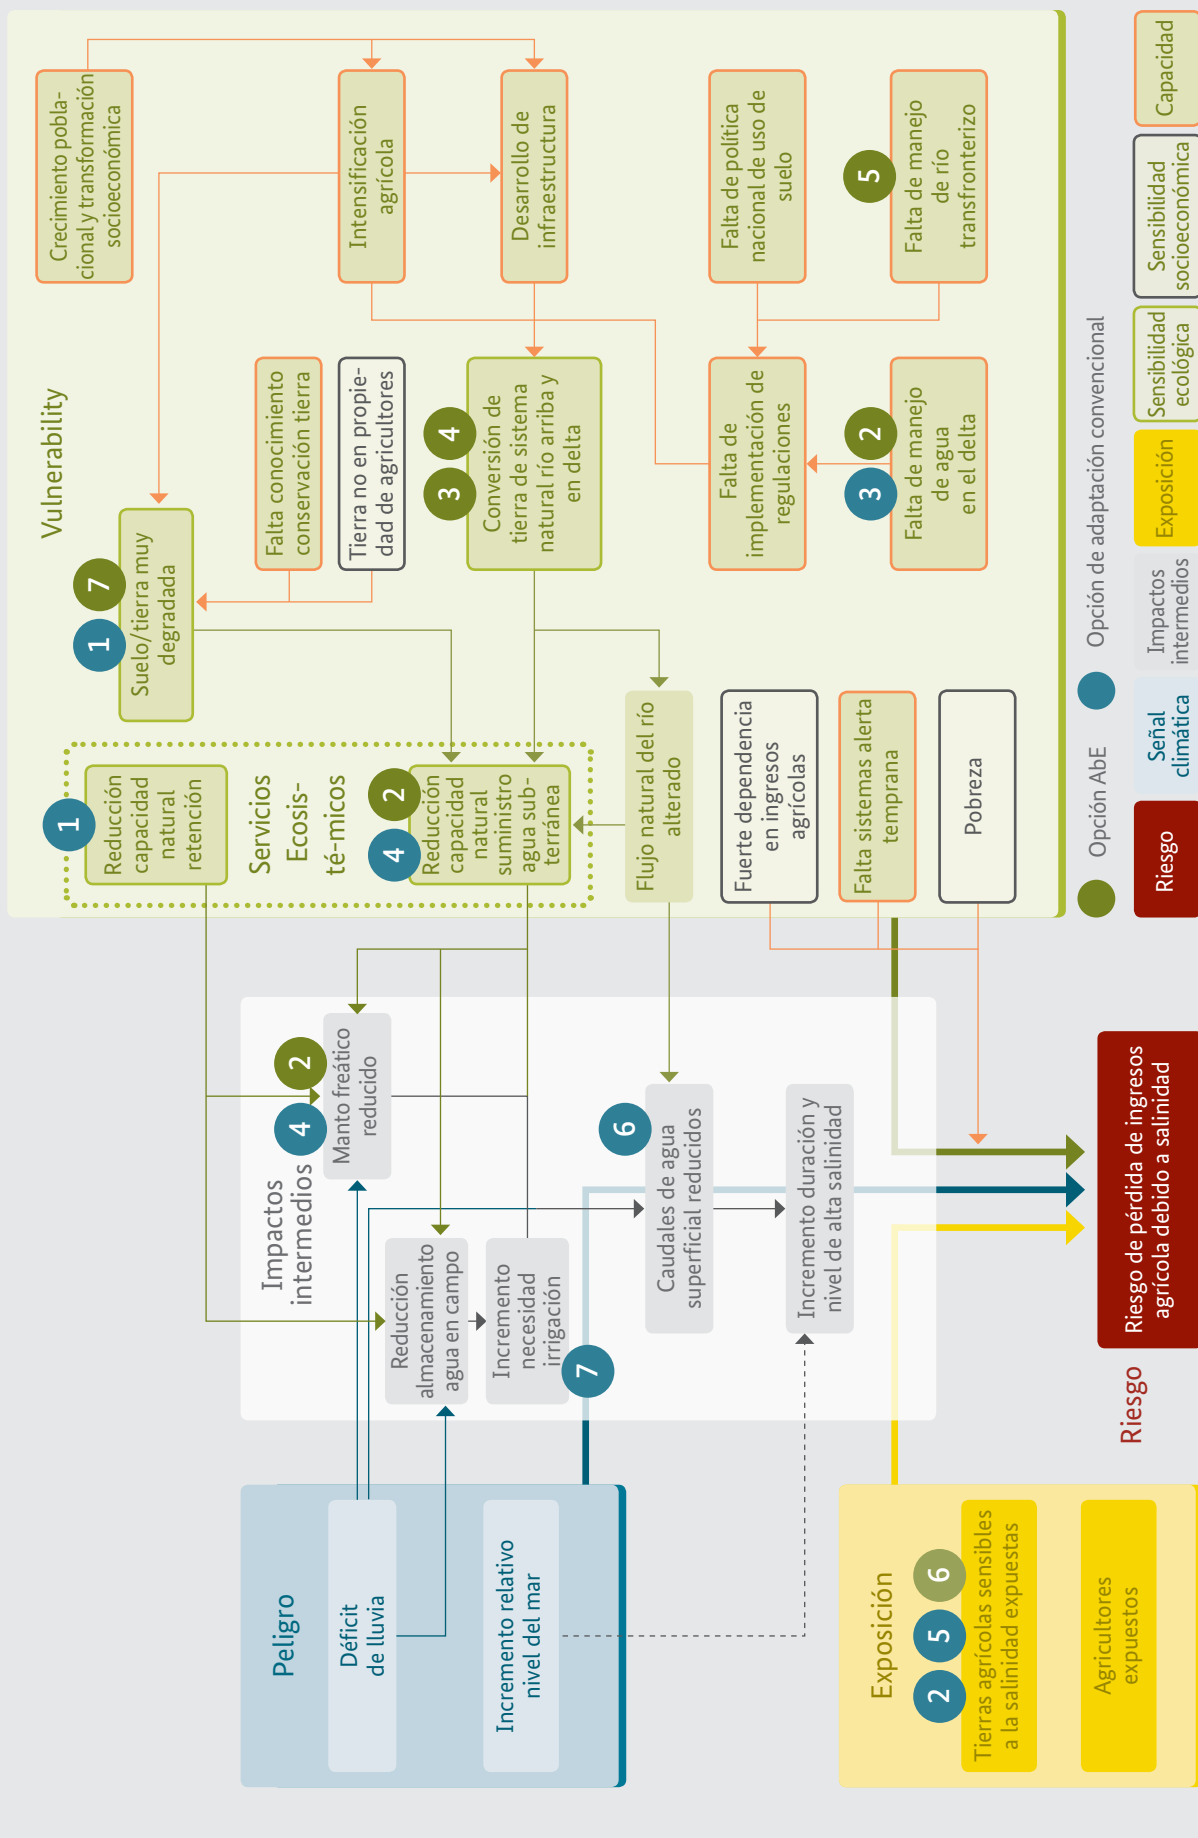 Peligro
Déficit
de lluvia
Incremento relativo
nivel del mar
Exposición
2
5
6
Tierras agrícolas sensibles
a la salinidad expuestas
Agricultores
expuestos
Impactos
intermedios
4
2
Manto freático
reducido
Reducción
almacenamiento
agua en campo
Incremento
necesidad
irrigación
7
6
Caudales de agua
superficial reducidos
Incremento duración y
nivel de alta salinidad
Riesgo
Riesgo de pérdida de ingresos
agrícola debido a salinidad
Vulnerability
1
Reducción
capacidad
natural
retención
Servicios
Ecosis-
té-micos
4
2
Reducción
capacidad
natural
suministro
agua sub-
terránea
Flujo natural del río
alterado
Fuerte dependencia
en ingresos
agrícolas
Falta sistemas alerta
temprana
Pobreza
1
7
Suelo/tierra muy
degradada
Falta conocimiento
conservación tierra
Tierra no en propie-
dad de agricultores
3
4
Conversión de
tierra de sistema
natural río arriba y
en delta
Falta de
implementación de
regulaciones
3
2
Falta de manejo
de agua
en el delta
Crecimiento pobla-
cional y transformación
socioeconómica
Intensificación
agrícola
Desarrollo de
infraestructura
Falta de política
nacional de uso de
suelo
5
Falta de manejo
de río
transfronterizo
Opción AbE
Opción de adaptación convencional
Riesgo
Señal
climática
Impactos
intermedios
Exposición
Sensibilidad
ecológica
Sensibilidad
socioeconómica
Capacidad